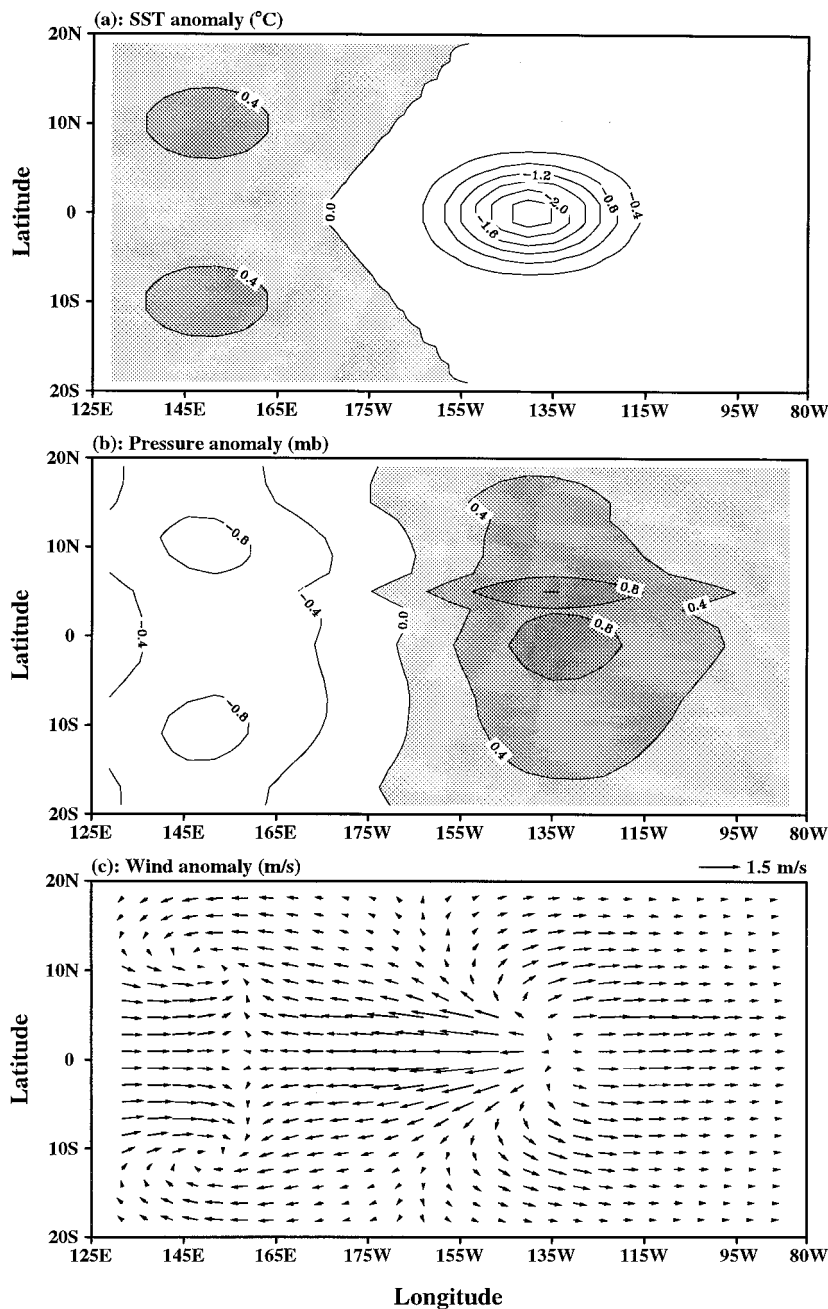 (a): SST anomaly (°C)
20N
10N
0
10S
20S
Latitude
0.4
0.4
0.0
−1.2
−2.0
−1.6
−0.8
−0.4
125E 145E 165E 175W 155W 135W 115W 95W 80W
(b): Pressure anomaly (mb)
20N
10N
0
10S
20S
Latitude
−0.8
−0.4
−0.4
0.0
−0.8
0.4
0.8
0.4
0.8
0.4
125E 145E 165E 175W 155W 135W 115W 95W 80W
(c): Wind anomaly (m/s)
1.5 m/s
20N
10N
0
10S
20S
Latitude
125E 145E 165E 175W 155W 135W 115W 95W 80W
Longitude